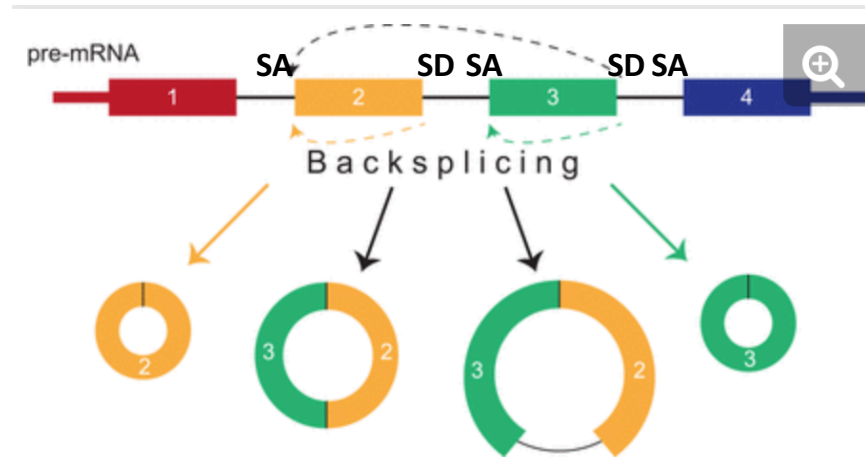 pre-mRNA
SA SD SA SD SA
1 2 3 4
Backsplicing
2
3 2
3 2
3